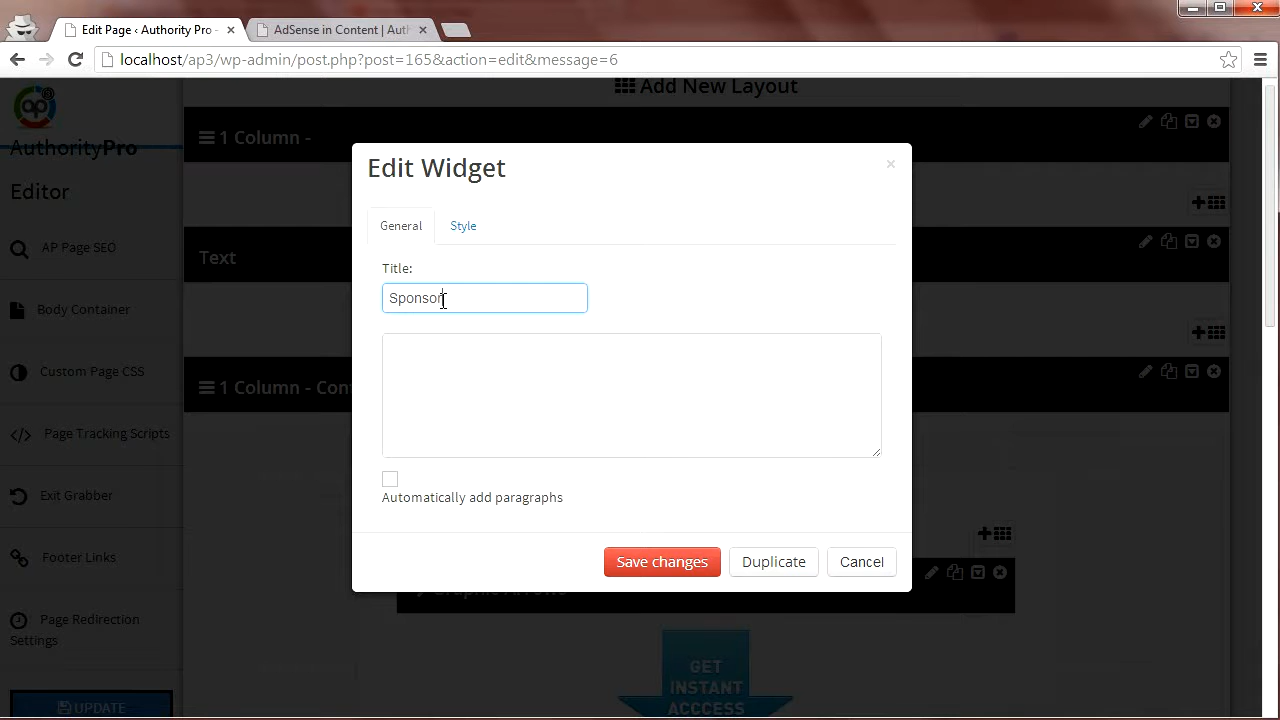 Edit Page ‹ Authority Pro -
AdSense in Content | Aut
localhost/ap3/wp-admin/post.php?post=165&action=edit&message=6
Add New Layout
AuthorityPro
Editor
AP Page SEO
Body Container
Custom Page CSS
Page Tracking Scripts
Exit Grabber
Footer Links
Page Redirection
Settings
UPDATE
1 Column -
Text
1 Column - Con
Edit Widget
×
General
Style
Title:
Sponsor
Automatically add paragraphs
Save changes
Duplicate
Cancel
GET
INSTANT
ACCCESS